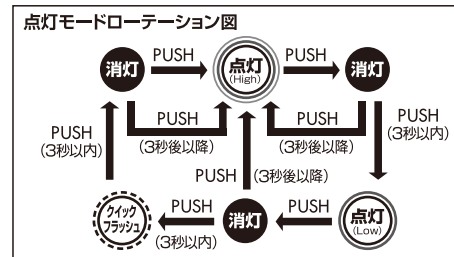 点灯モードローテーション図
消灯
PUSH
点灯
(High)
PUSH
消灯
PUSH
(3秒以内)
PUSH
(3秒後以降)
PUSH
(3秒後以降)
PUSH
(3秒以内)
PUSH
(3秒後以降)
クイック
フラッシュ
PUSH
(3秒以内)
消灯
PUSH
点灯
(Low)